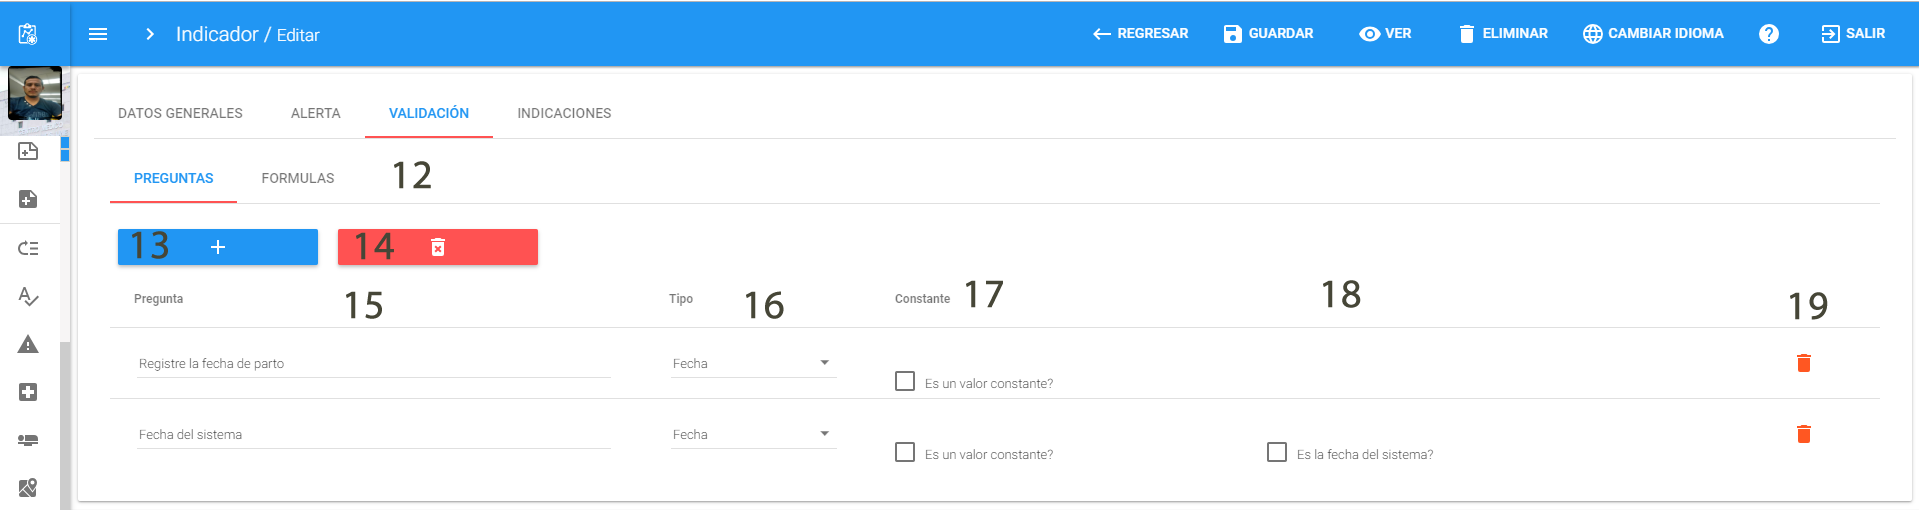 Indicador / Editar
REGRESAR
GUARDAR
VER
ELIMINAR
CAMBIAR IDIOMA
SALIR
DATOS GENERALES
ALERTA
VALIDACIÓN
INDICACIONES
PREGUNTAS
FORMULAS
12
13
14
Pregunta
15
Tipo
16
Constante
17
18
19
Registre la fecha de parto
Fecha
Es un valor constante?
Fecha del sistema
Fecha
Es un valor constante?
Es la fecha del sistema?